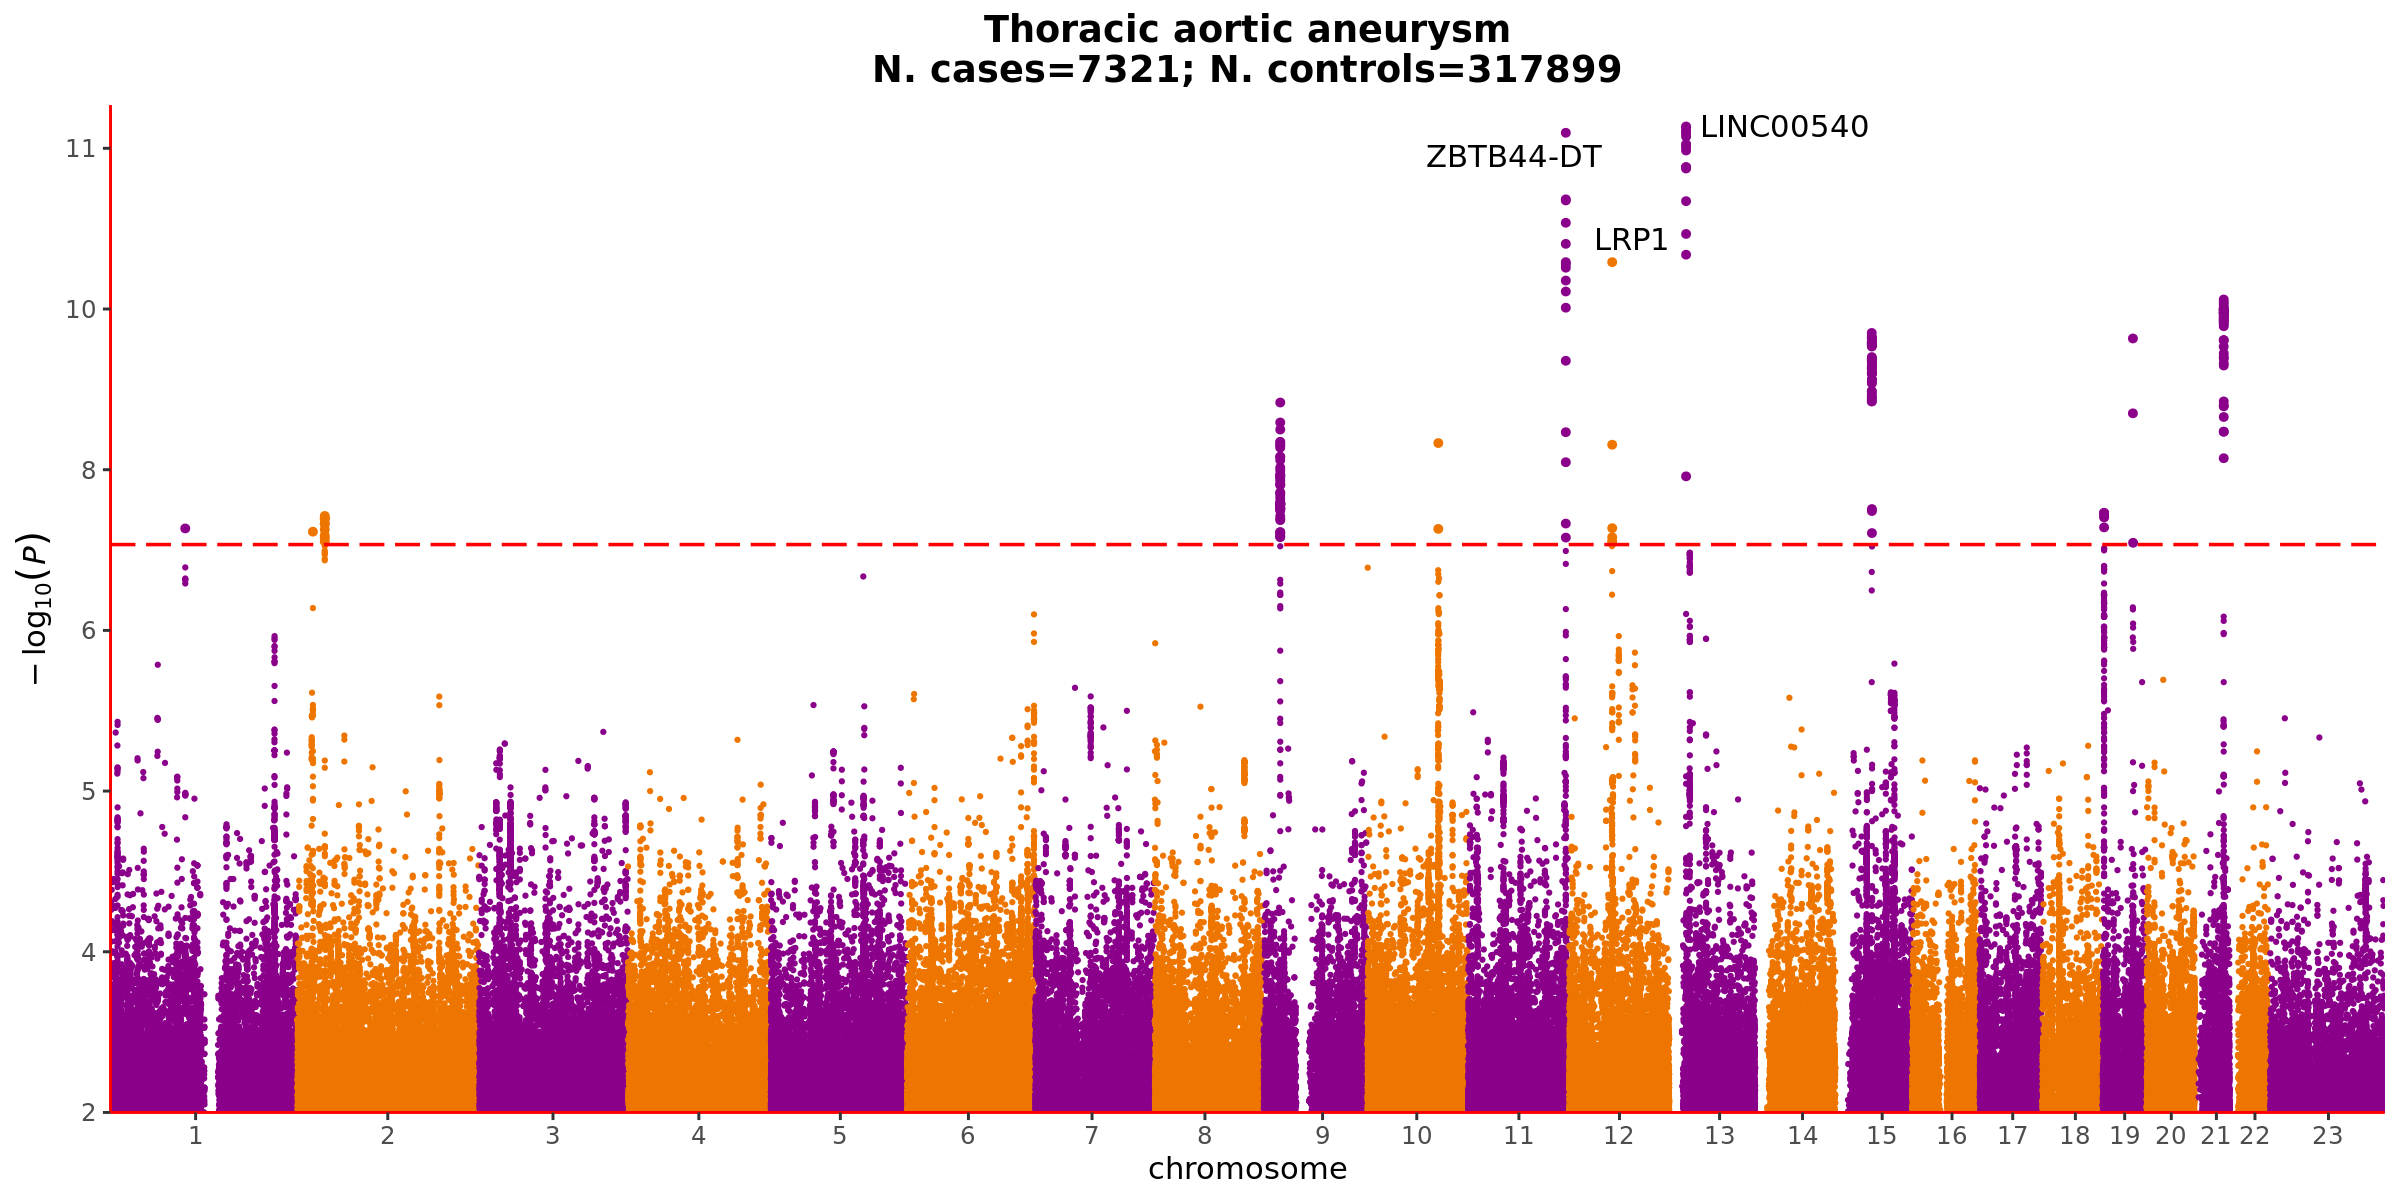 Thoracic aortic aneurysm
N. cases=7321; N. controls=317899
LINC00540
ZBTB44-DT
LRP1
11
10
8
6
5
4
2
− log10(P)
1 2 3 4 5 6 7 8 9 10 11 12 13 14 15 16 17 18 19 20 21 22 23
chromosome